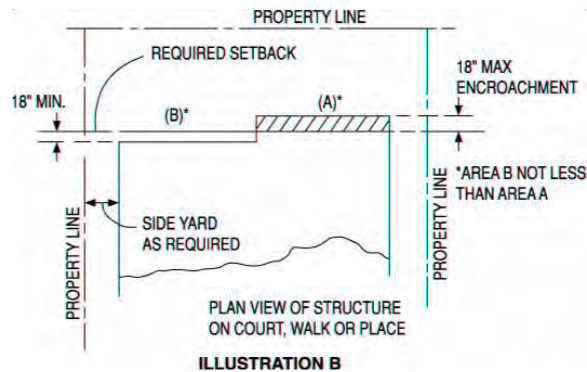 PROPERTY LINE
REQUIRED SETBACK
18" MIN.
(B)*
(A)*
18" MAX
ENCROACHMENT
*AREA B NOT LESS
THAN AREA A
SIDE YARD
AS REQUIRED
PROPERTY LINE
PROPERTY LINE
PLAN VIEW OF STRUCTURE
ON COURT, WALK OR PLACE
ILLUSTRATION B